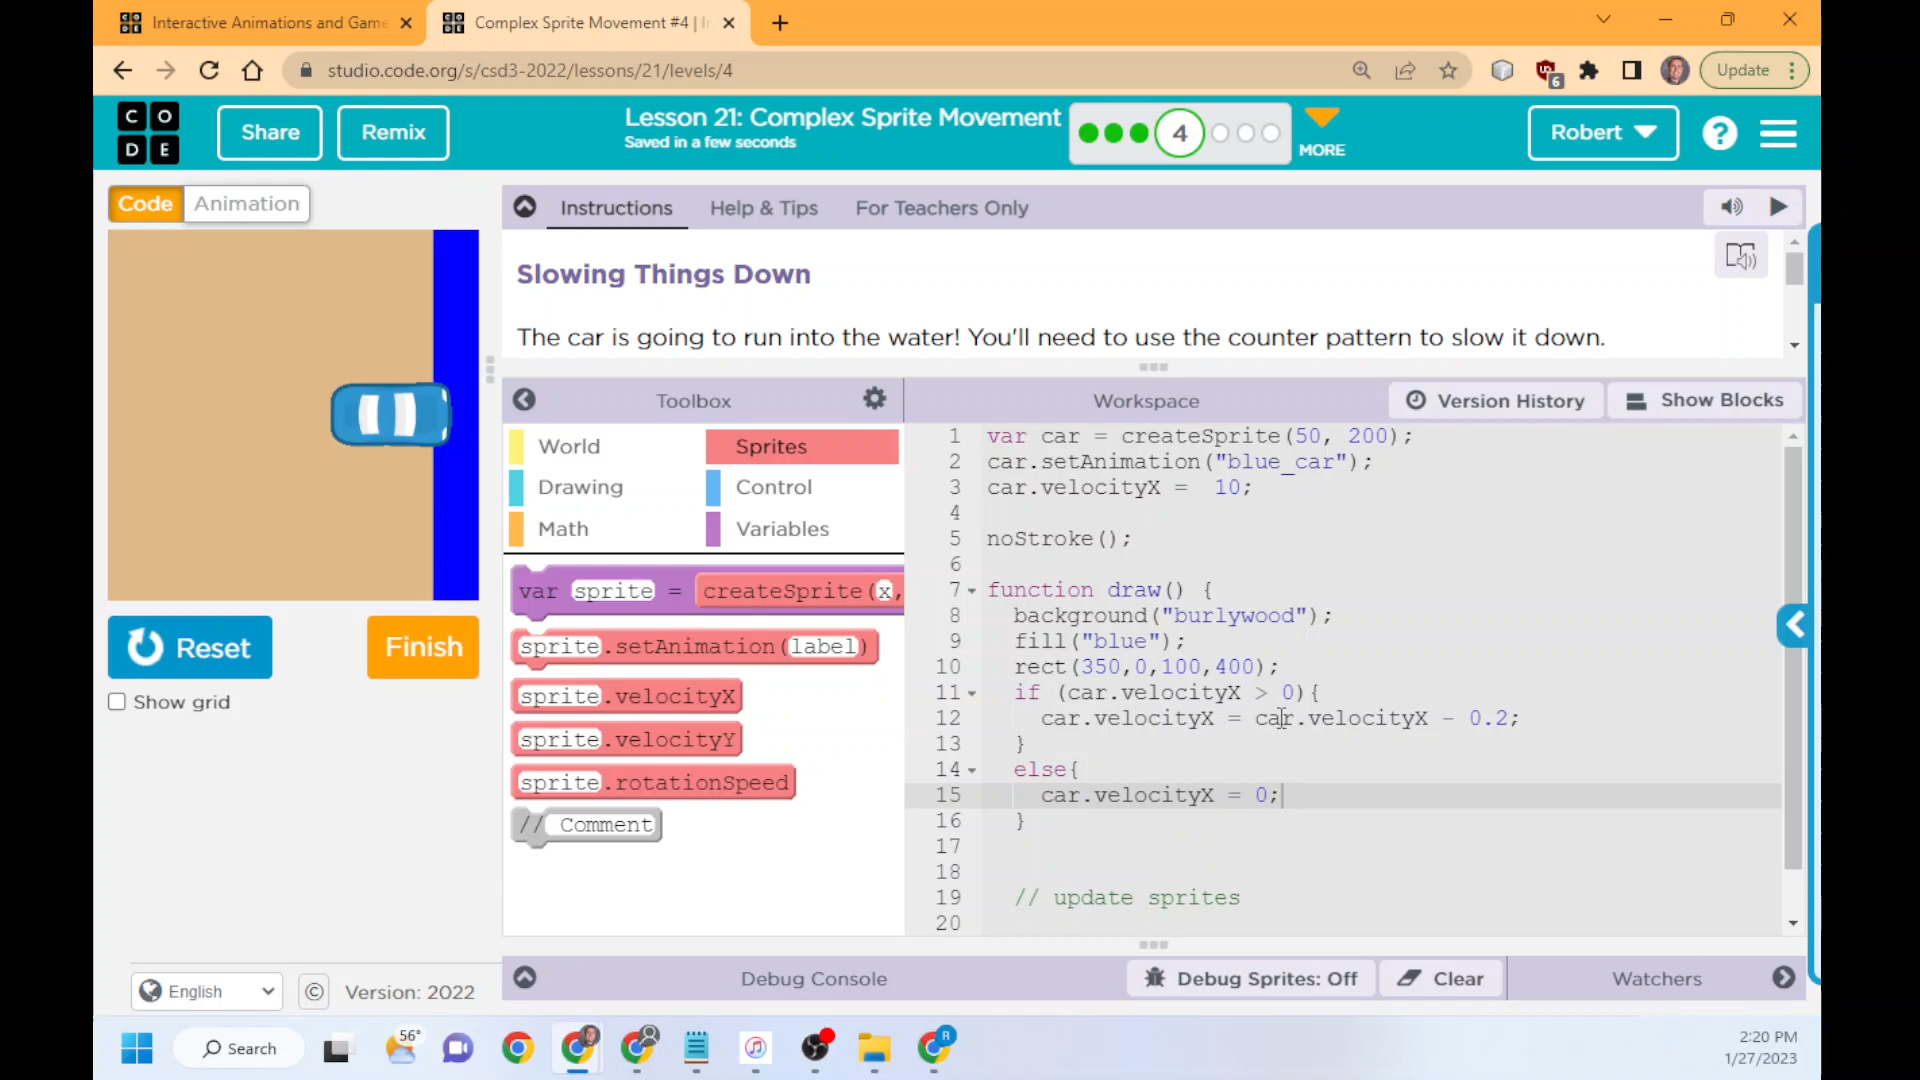 Interactive Animations and Game
Complex Sprite Movement #4 | I
studio.code.org/s/csd3-2022/lessons/21/levels/4
6
Update
C O
D E
Share
Remix
Lesson 21: Complex Sprite Movement
Saved in a few seconds
4
MORE
Robert
?
Code
Animation
Instructions
Help & Tips
For Teachers Only
Slowing Things Down
The car is going to run into the water! You'll need to use the counter pattern to slow it down.
Toolbox
Workspace
Version History
Show Blocks
World
Sprites
Drawing
Control
Math
Variables
var sprite = createSprite(x,
sprite.setAnimation(label)
sprite.velocityX
sprite.velocityY
sprite.rotationSpeed
// Comment
1 var car = createSprite(50, 200);
2 car.setAnimation("blue_car");
3 car.velocityX =  10;
4
5 noStroke();
6
7 function draw() {
8   background("burlywood");
9   fill("blue");
10   rect(350,0,100,400);
11   if (car.velocityX > 0){
12     car.velocityX = car.velocityX - 0.2;
13   }
14   else{
15     car.velocityX = 0;
16   }
17
18
19   // update sprites
20
Reset
Finish
Show grid
English
©
Version: 2022
Debug Console
Debug Sprites: Off
Clear
Watchers
Search
56°
R
2:20 PM
1/27/2023